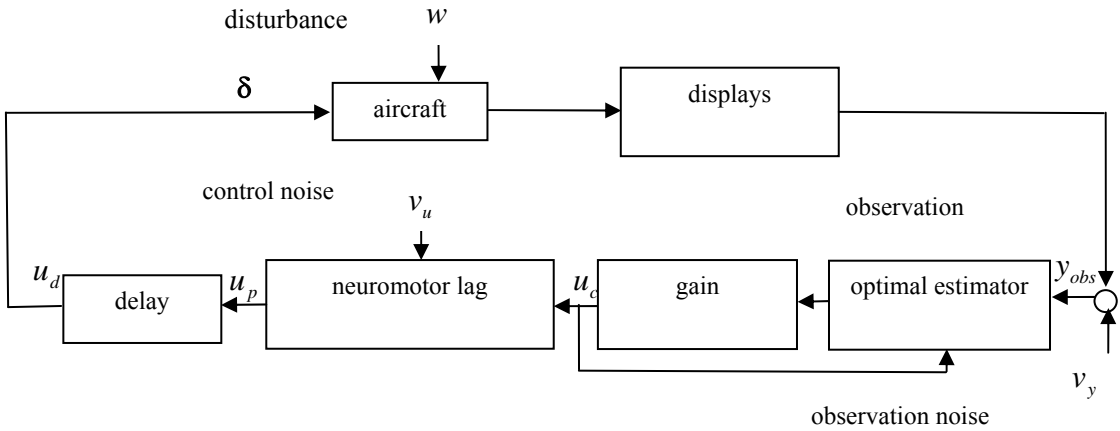 disturbance
w
δ
aircraft
displays
control noise
v_u
observation
u_d
delay
u_p
neuromotor lag
u_c
gain
optimal estimator
y_obs
v_y
observation noise